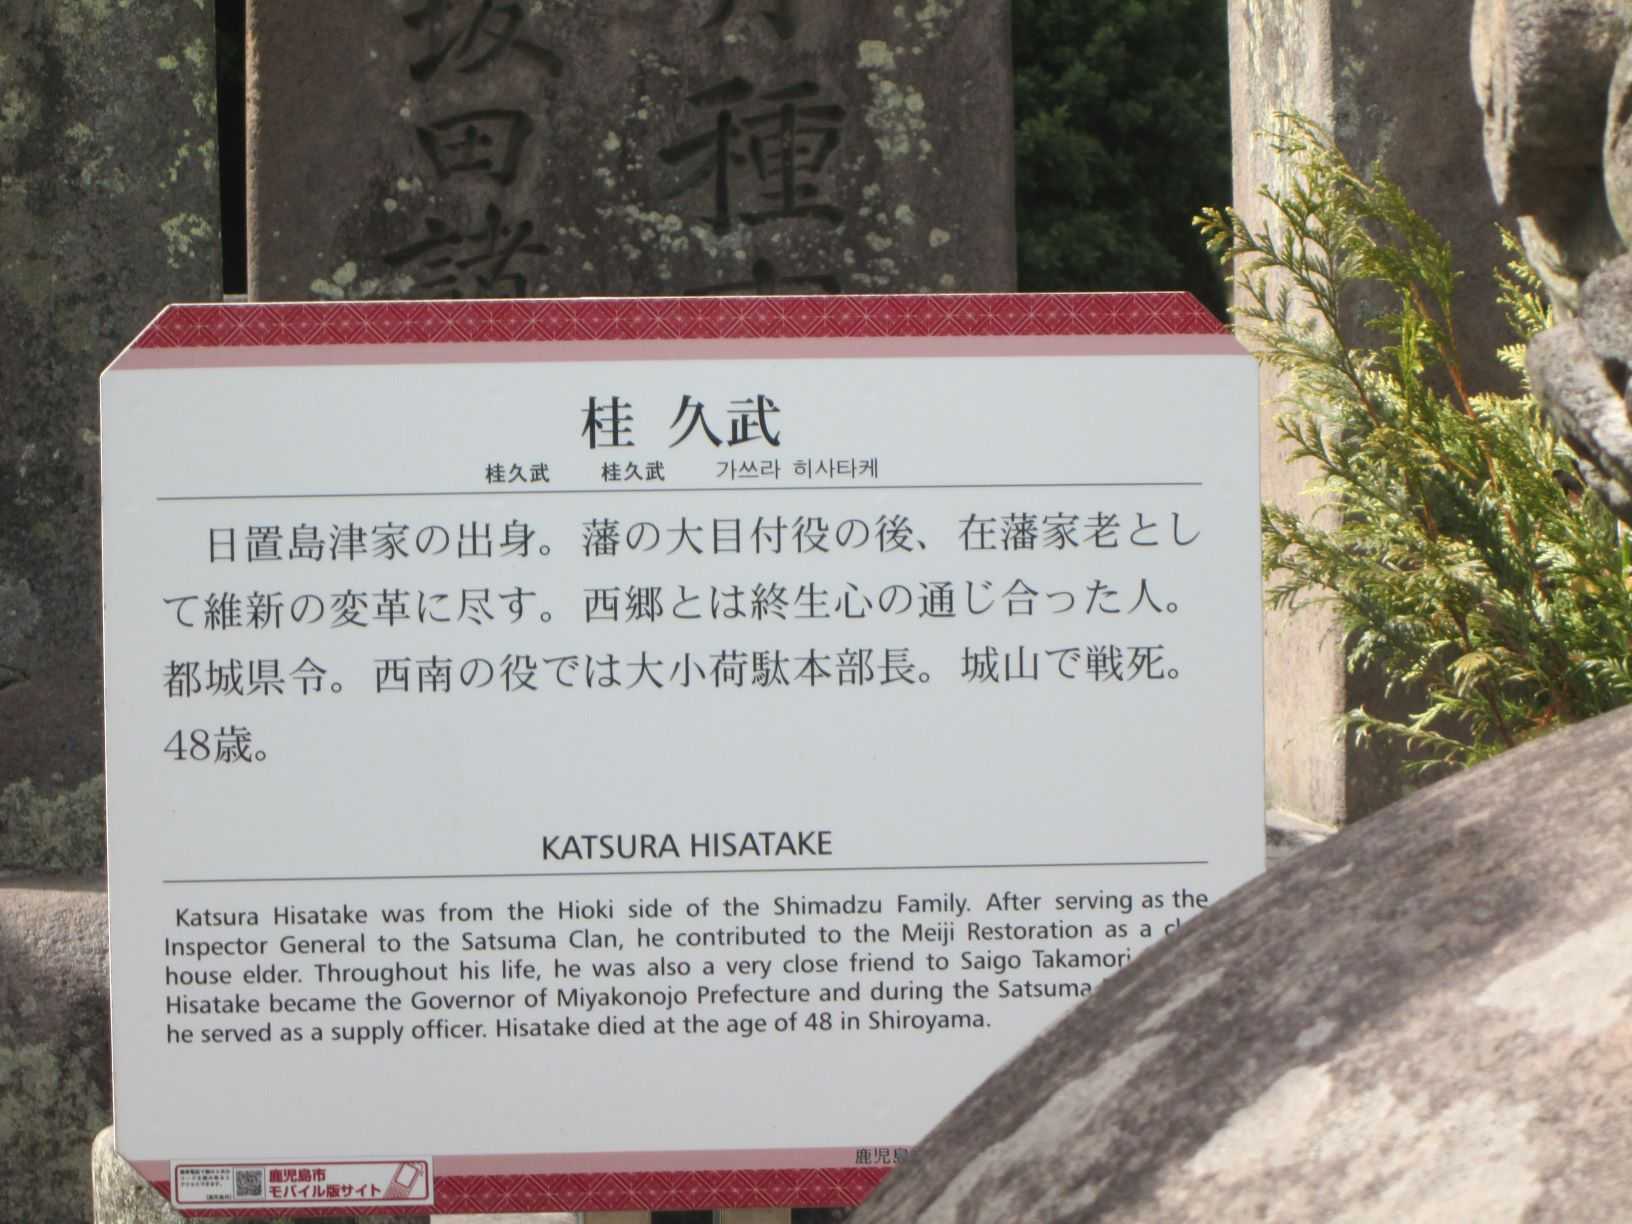 坂田諸
種
桂 久武
桂久武 桂久武 가쓰라 히사타케
日置島津家の出身。藩の大目付役の後、在藩家老とし
て維新の変革に尽す。西郷とは終生心の通じ合った人。
都城県令。西南の役では大小荷駄本部長。城山で戦死。
48歳。
KATSURA HISATAKE
Katsura Hisatake was from the Hioki side of the Shimadzu Family. After serving as the
Inspector General to the Satsuma Clan, he contributed to the Meiji Restoration as a
house elder. Throughout his life, he was also a very close friend to Saigo Takamori
Hisatake became the Governor of Miyakonojo Prefecture and during the Satsuma
he served as a supply officer. Hisatake died at the age of 48 in Shiroyama.
鹿児島
鹿児島市
モバイル版サイト